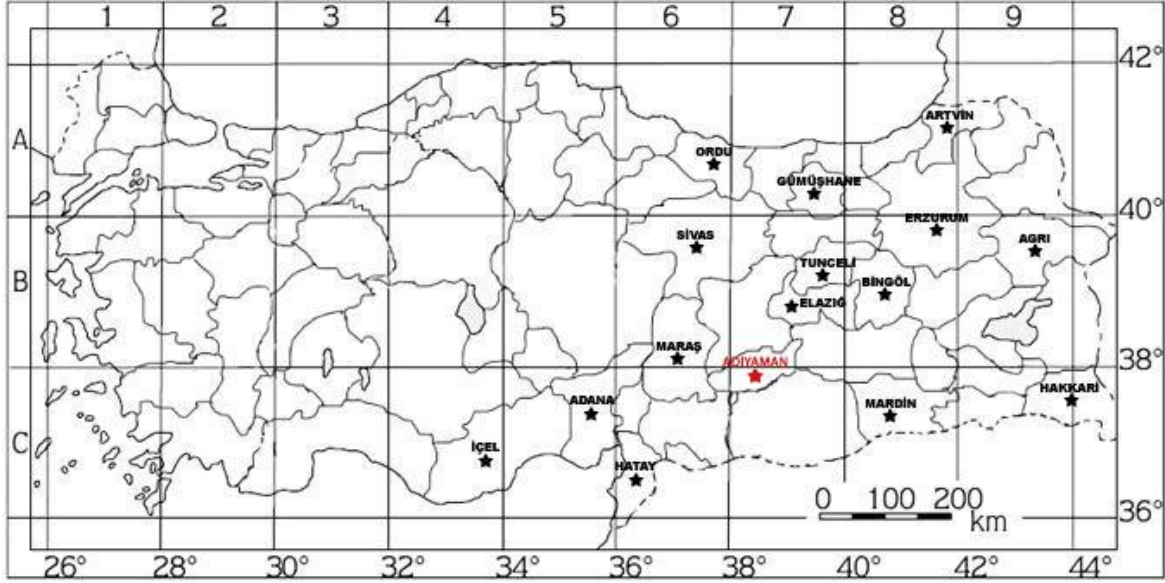 1 2 3 4 5 6 7 8 9
42°
A
ARTVİN
ORDU
GÜMÜŞHANE
40°
ERZURUM
SİVAS
AGRI
TUNCELİ
B
BİNGÖL
ELAZIĞ
MARAŞ
ADIYAMAN
38°
HAKKARİ
ADANA
MARDİN
C
İÇEL
HATAY
0 100 200
km
36°
26° 28° 30° 32° 34° 36° 38° 40° 42° 44°